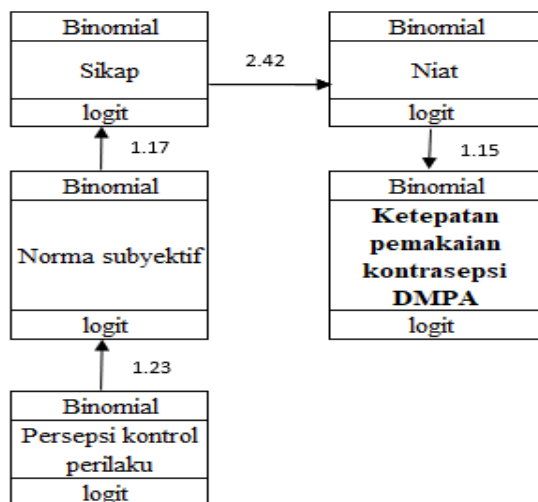 Binomial
Sikap
logit
2.42
Binomial
Niat
logit
1.17
1.15
Binomial
Norma subyektif
logit
Binomial
Ketepatan
pemakaian
kontrasepsi
DMPA
logit
1.23
Binomial
Persepsi kontrol
perilaku
logit